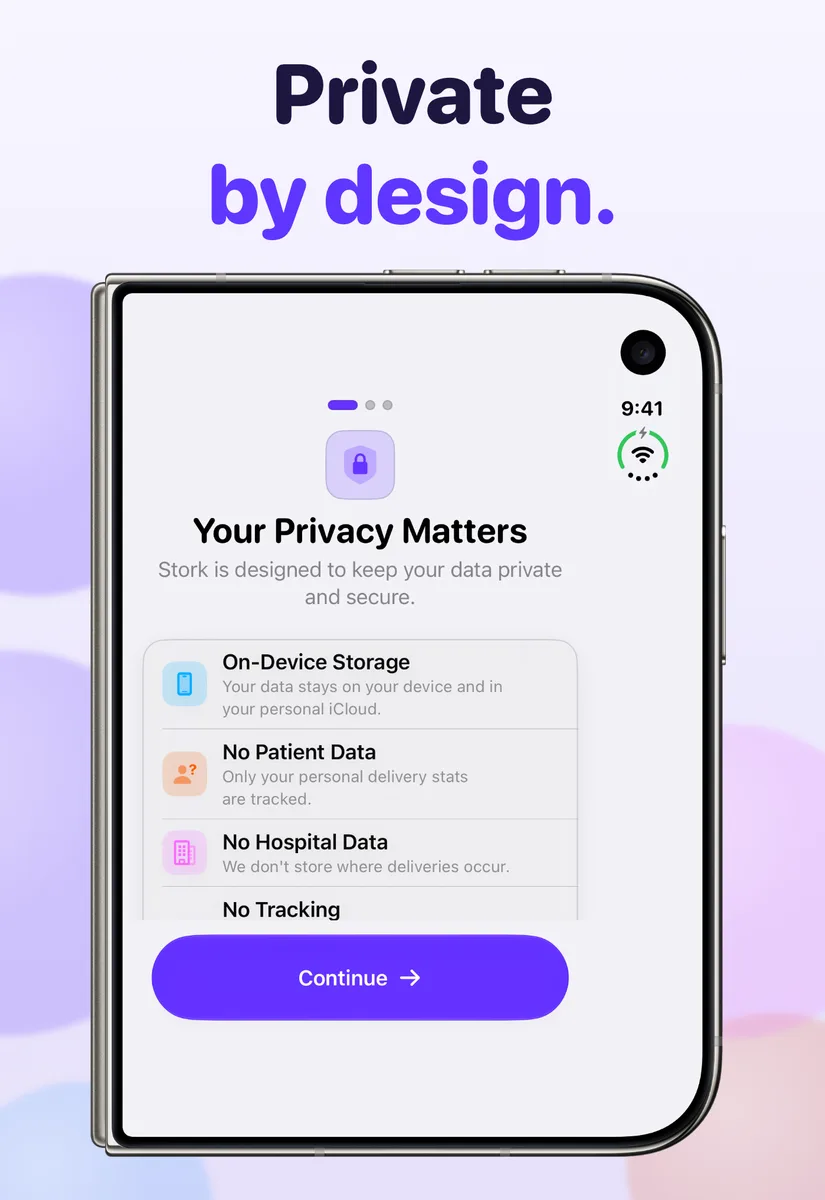 Private
by design.
9:41
Your Privacy Matters
Stork is designed to keep your data private
and secure.
On-Device Storage
Your data stays on your device and in
your personal iCloud.
No Patient Data
Only your personal delivery stats
are tracked.
No Hospital Data
We don't store where deliveries occur.
No Tracking
Continue →